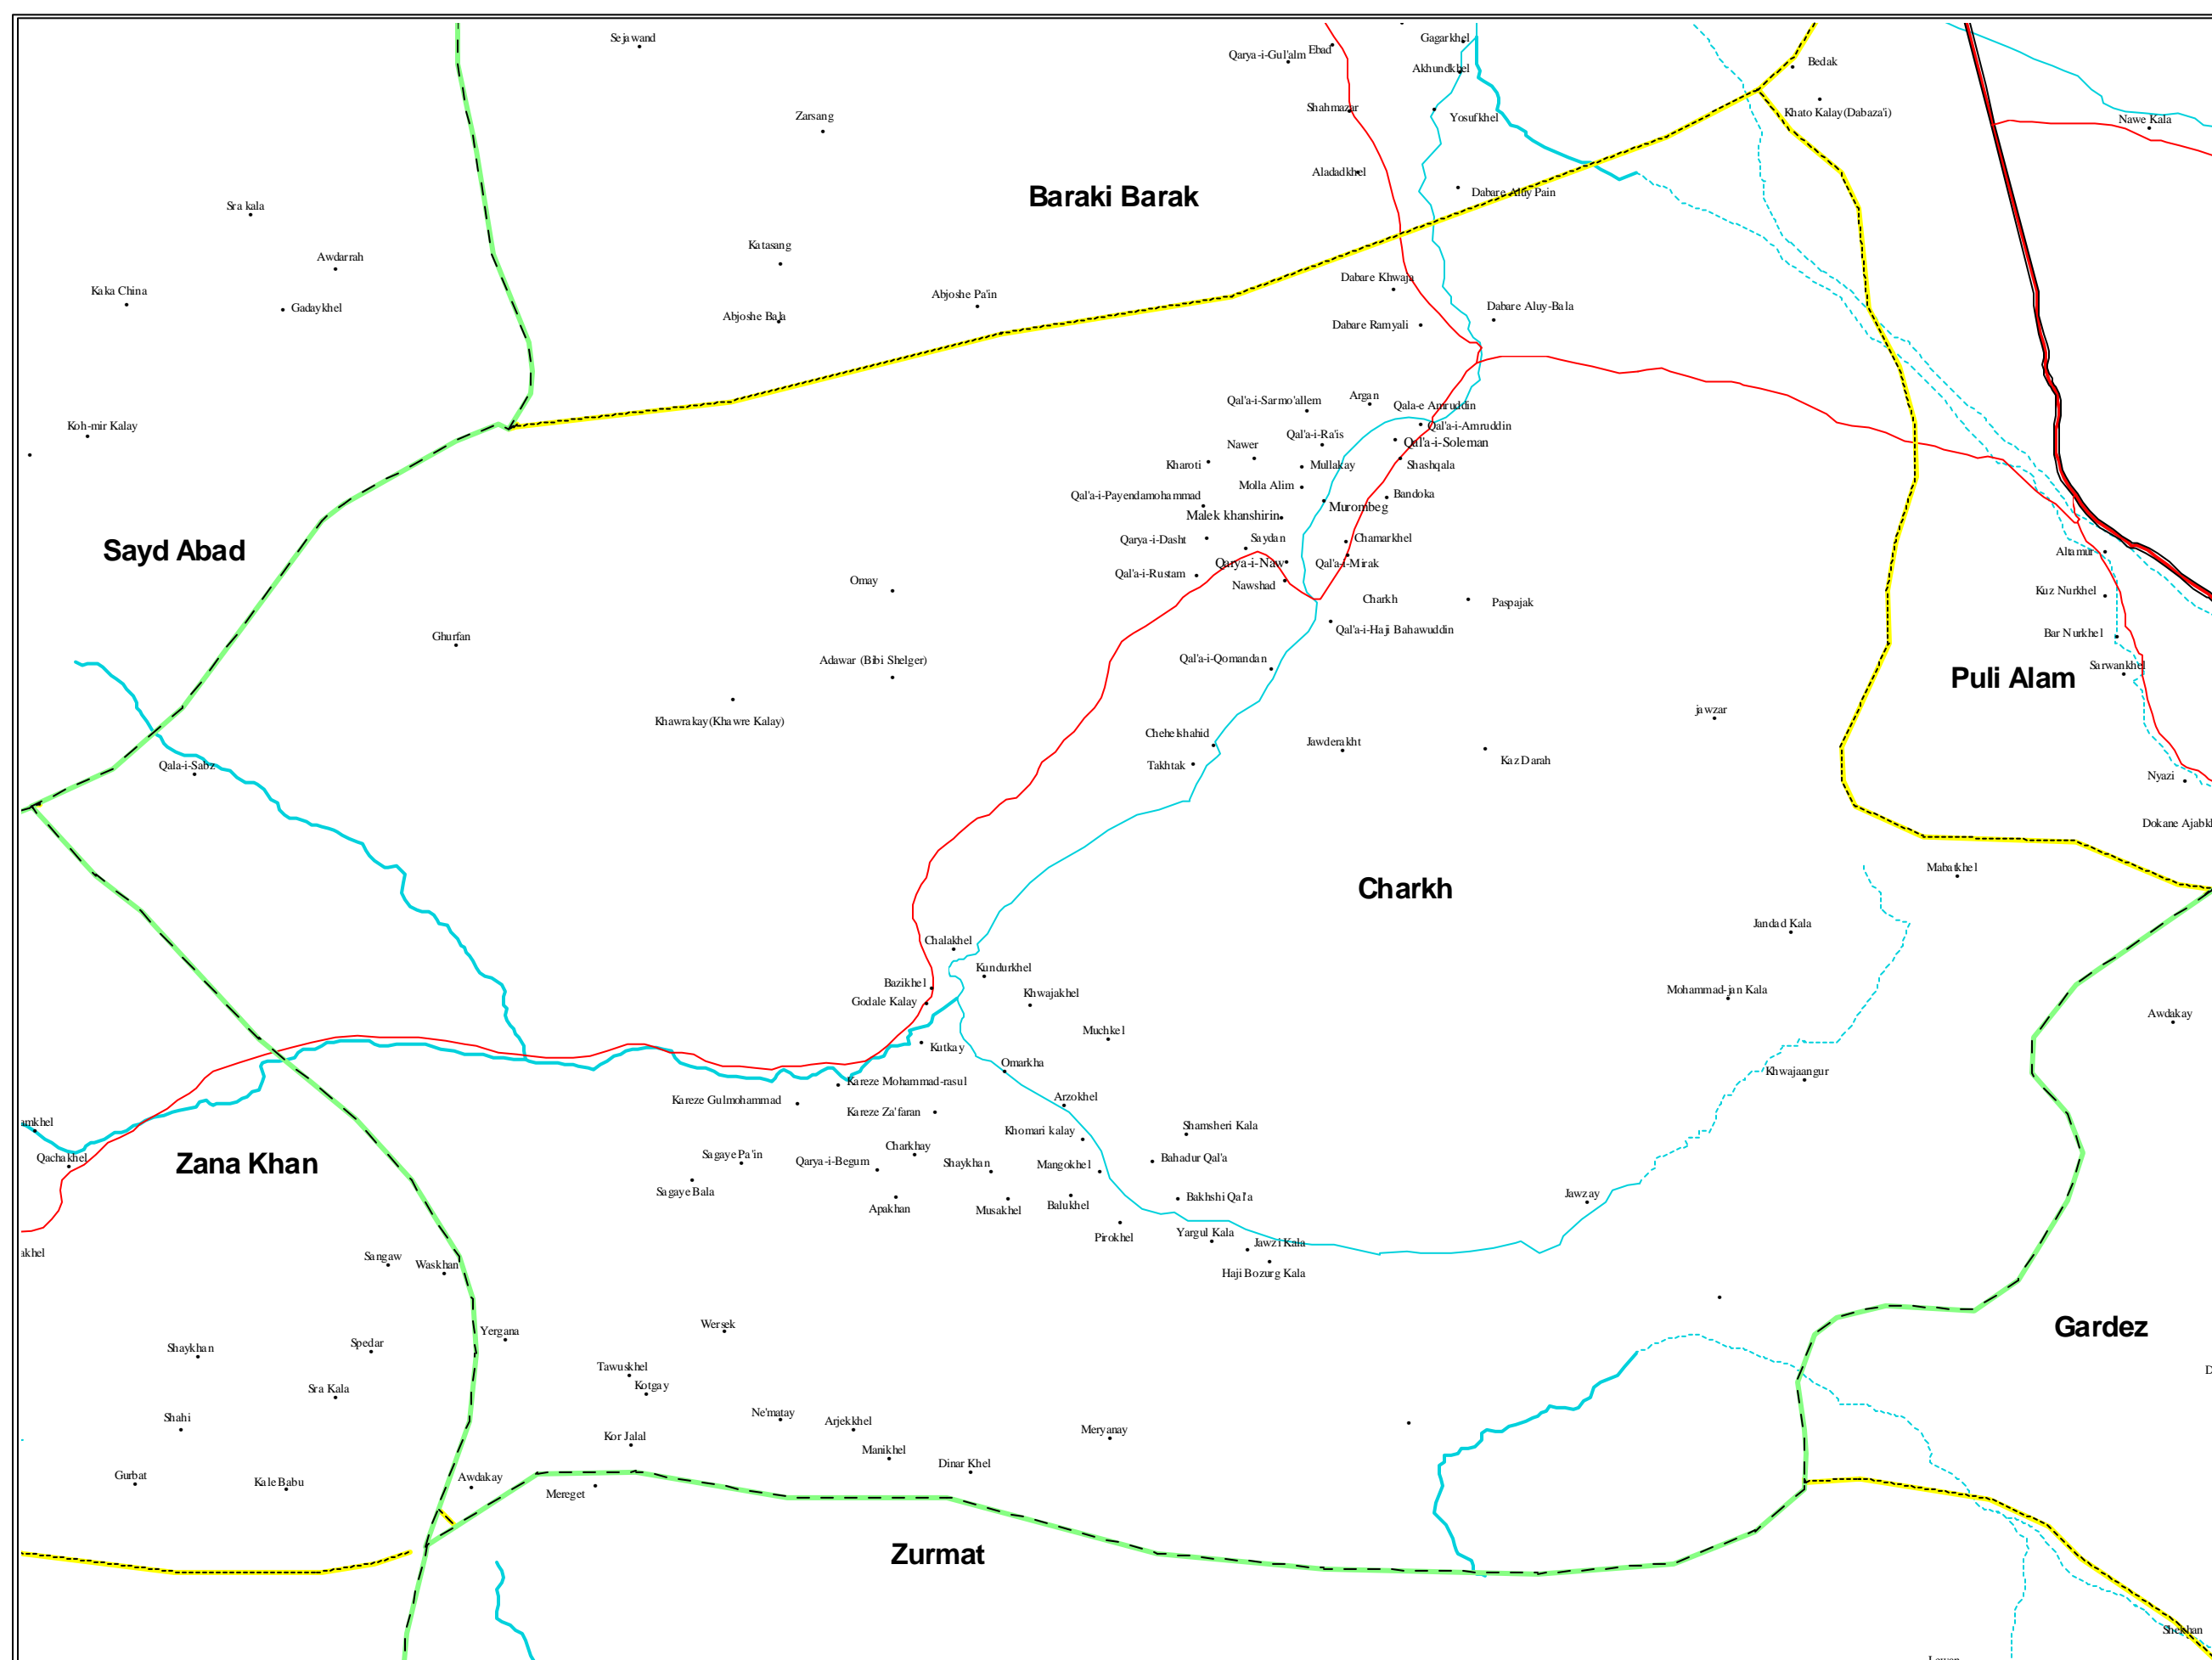 Sejawand
Gagarkhel
Ebad
Qarya-i-Gul'alm
Bedak
Akhundkhel
Shahmazar
Khato Kalay(Dabaza'i)
Zarsang
Yosufkhel
Nawe Kala
Aladadkhel
Dabare Aluy Pain
Baraki Barak
Sra kala
Katasang
Awdarrah
Dabare Khwaja
Kaka China
Abjoshe Pa'in
Gadaykhel
Dabare Aluy-Bala
Abjoshe Bala
Dabare Ramyali
Argan
Qal'a-i-Sarmo'allem
Qala-e Amruddin
Koh-mir Kalay
Qal'a-i-Amruddin
Qal'a-i-Ra'is
Nawer
Qal'a-i-Soleman
Kharoti
Mullakay
Shashqala
Molla Alim
Qal'a-i-Payendamohammad
Bandoka
Murombeg
Malek khanshirin
Sayd Abad
Qarya-i-Dasht
Saydan
Chamarkhel
Altamur
Qarya-i-Naw
Qal'a-i-Mirak
Qal'a-i-Rustam
Omay
Nawshad
Kuz Nurkhel
Charkh
Paspajak
Ghurfan
Qal'a-i-Haji Bahawuddin
Bar Nurkhel
Adawar (Bibi Shelger)
Qal'a-i-Qomandan
Sarwankhel
Puli Alam
jawzar
Khawrakay(Khawre Kalay)
Chehelshahid
Jawderakht
Kaz Darah
Qala-i-Sabz
Takhtak
Nyazi
Dokane Ajabkh
Mabatkhel
Charkh
Jandad Kala
Chalakhel
Kundurkhel
Bazikhel
Mohammad-jan Kala
Khwajakhel
Godale Kalay
Awdakay
Muchkel
Kutkay
Omarkha
Khwajaangur
Kareze Mohammad-rasul
Kareze Gulmohammad
Arzokhel
Kareze Za'faran
amkhel
Shamsheri Kala
Khomari kalay
Charkhay
Sagaye Pa'in
Qachakhel
Bahadur Qal'a
Zana Khan
Qarya-i-Begum
Shaykhan
Mangokhel
Sagaye Bala
Jawzay
Bakhshi Qal'a
Balukhel
Apakhan
Musakhel
Yargul Kala
Pirokhel
Jawzi Kala
akhel
Sangaw
Waskhan
Haji Bozurg Kala
Wersek
Gardez
Yergana
Spedar
Shaykhan
Tawuskhel
D
Kotgay
Sra Kala
Ne'matay
Shahi
Arjekkhel
Meryanay
Kor Jalal
Manikhel
Dinar Khel
Gurbat
Kale Babu
Awdakay
Mereget
Zurmat
Shekhan